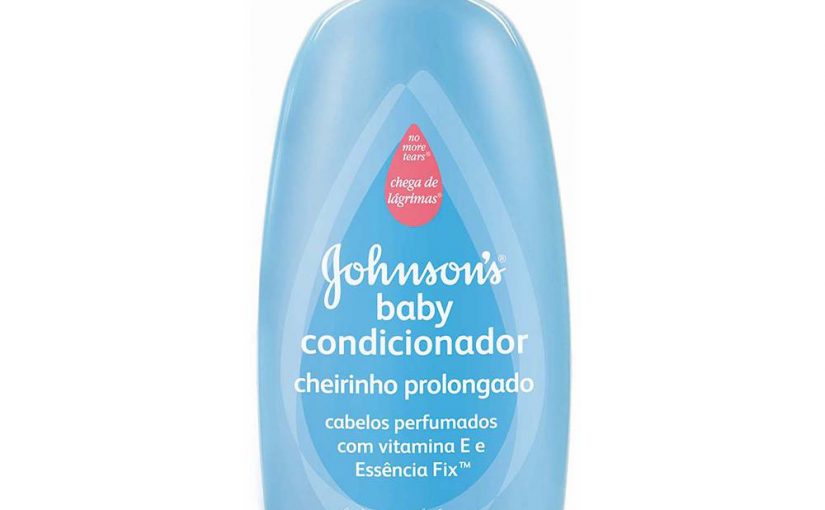 no
more
tears®
chega de
lágrimas®
Johnson's®
baby
condicionador
cheirinho prolongado
cabelos perfumados
com vitamina E e
Essência Fix™